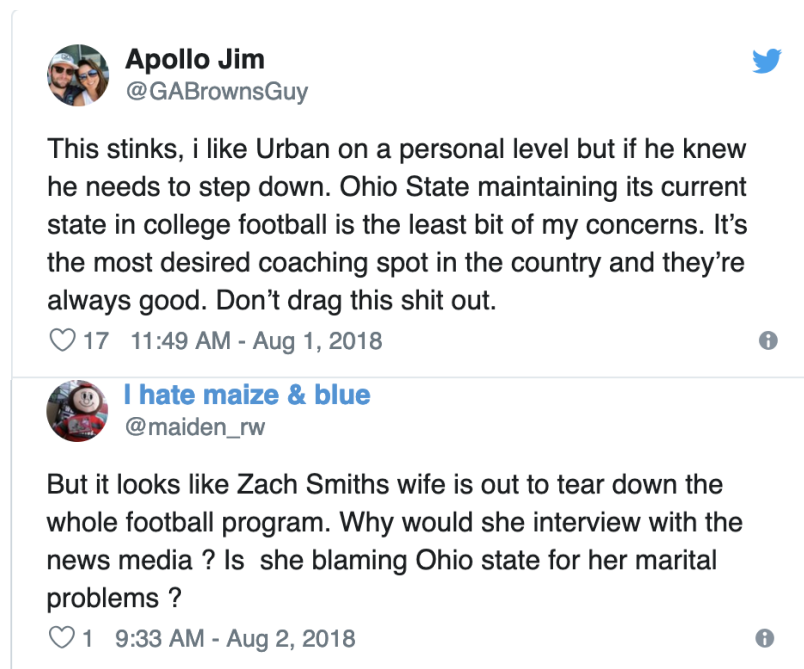 Apollo Jim
@GABrownsGuy
This stinks, i like Urban on a personal level but if he knew
he needs to step down. Ohio State maintaining its current
state in college football is the least bit of my concerns. It’s
the most desired coaching spot in the country and they’re
always good. Don’t drag this shit out.
17 11:49 AM - Aug 1, 2018
I hate maize & blue
@maiden_rw
But it looks like Zach Smiths wife is out to tear down the
whole football program. Why would she interview with the
news media ? Is  she blaming Ohio state for her marital
problems ?
1 9:33 AM - Aug 2, 2018